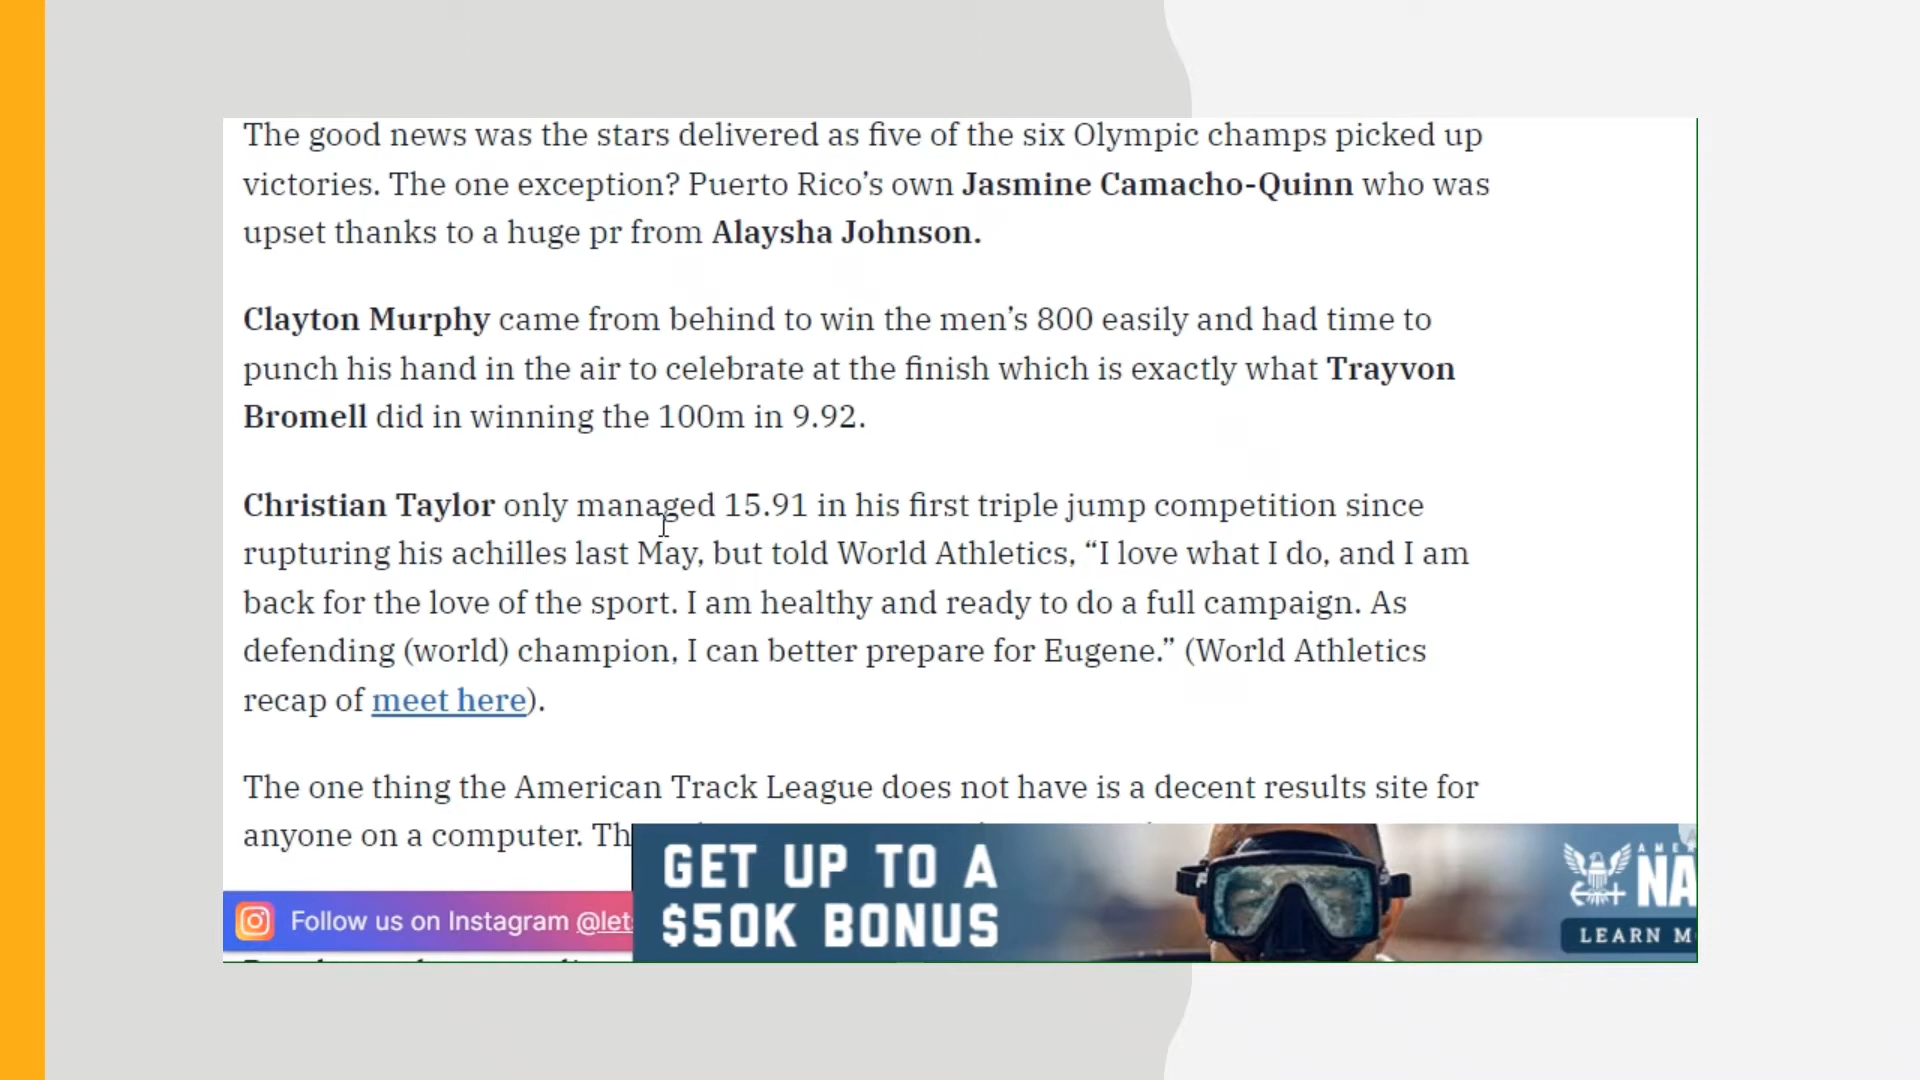 The good news was the stars delivered as five of the six Olympic champs picked up
victories. The one exception? Puerto Rico’s own Jasmine Camacho-Quinn who was
upset thanks to a huge pr from Alaysha Johnson.
Clayton Murphy came from behind to win the men’s 800 easily and had time to
punch his hand in the air to celebrate at the finish which is exactly what Trayvon
Bromell did in winning the 100m in 9.92.
Christian Taylor only managed 15.91 in his first triple jump competition since
rupturing his achilles last May, but told World Athletics, “I love what I do, and I am
back for the love of the sport. I am healthy and ready to do a full campaign. As
defending (world) champion, I can better prepare for Eugene.” (World Athletics
recap of meet here).
The one thing the American Track League does not have is a decent results site for
anyone on a computer. Th
GET UP TO A
$50K BONUS
AMER
NA
LEARN M
Follow us on Instagram @let